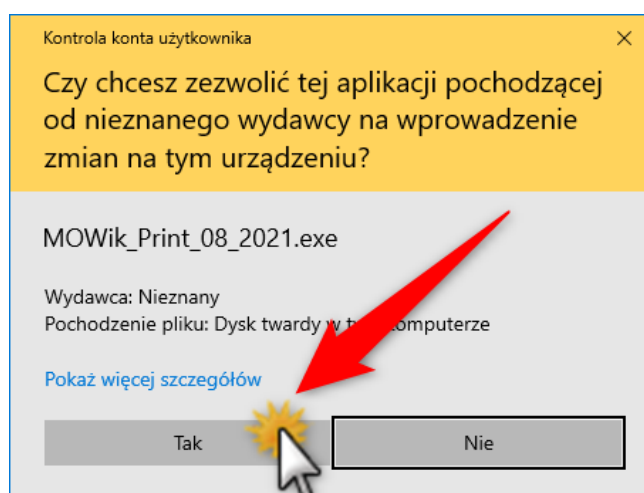 Kontrola konta użytkownika
Czy chcesz zezwolić tej aplikacji pochodzącej
od nieznanego wydawcy na wprowadzenie
zmian na tym urządzeniu?
MOWik_Print_08_2021.exe
Wydawca: Nieznany
Pochodzenie pliku: Dysk twardy w komputerze
Pokaż więcej szczegółów
Tak
Nie